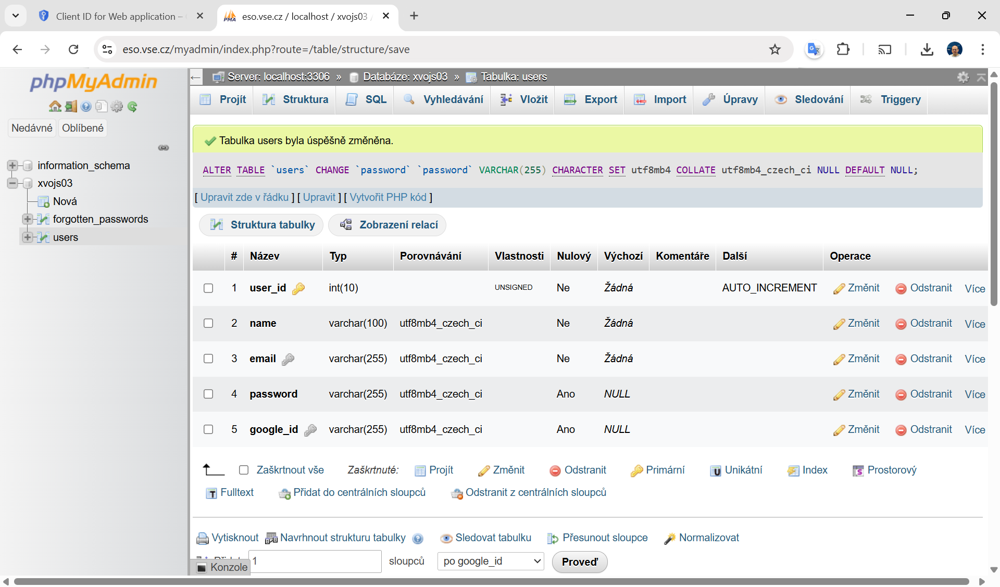 Client ID for Web application –
eso.vse.cz / localhost / xvojs03
eso.vse.cz/myadmin/index.php?route=/table/structure/save
phpMyAdmin
Nedávné
Oblíbené
information_schema
xvojs03
Nová
forgotten_passwords
users
Server: localhost:3306 » Databáze: xvojs03 » Tabulka: users
Projít Struktura SQL Vyhledávání Vložit Export Import Úpravy Sledování Triggery
Tabulka users byla úspěšně změněna.
ALTER TABLE `users` CHANGE `password` `password` VARCHAR(255) CHARACTER SET utf8mb4 COLLATE utf8mb4_czech_ci NULL DEFAULT NULL;
[ Upravit zde v řádku ] [ Upravit ] [ Vytvořit PHP kód ]
Struktura tabulky Zobrazení relací
# Název Typ Porovnávání Vlastnosti Nulový Výchozí Komentáře Další Operace
1 user_id int(10) UNSIGNED Ne Žádná AUTO_INCREMENT Změnit Odstranit Více
2 name varchar(100) utf8mb4_czech_ci Ne Žádná Změnit Odstranit Více
3 email varchar(255) utf8mb4_czech_ci Ne Žádná Změnit Odstranit Více
4 password varchar(255) utf8mb4_czech_ci Ano NULL Změnit Odstranit Více
5 google_id varchar(255) utf8mb4_czech_ci Ano NULL Změnit Odstranit Více
Zaškrtnout vše Zaškrtnuté: Projít Změnit Odstranit Primární Unikátní Index Prostorový
Fulltext Přidat do centrálních sloupců Odstranit z centrálních sloupců
Vytisknout Navrhnout strukturu tabulky Sledovat tabulku Přesunout sloupce Normalizovat
1 sloupců po google_id Proveď
Konzole